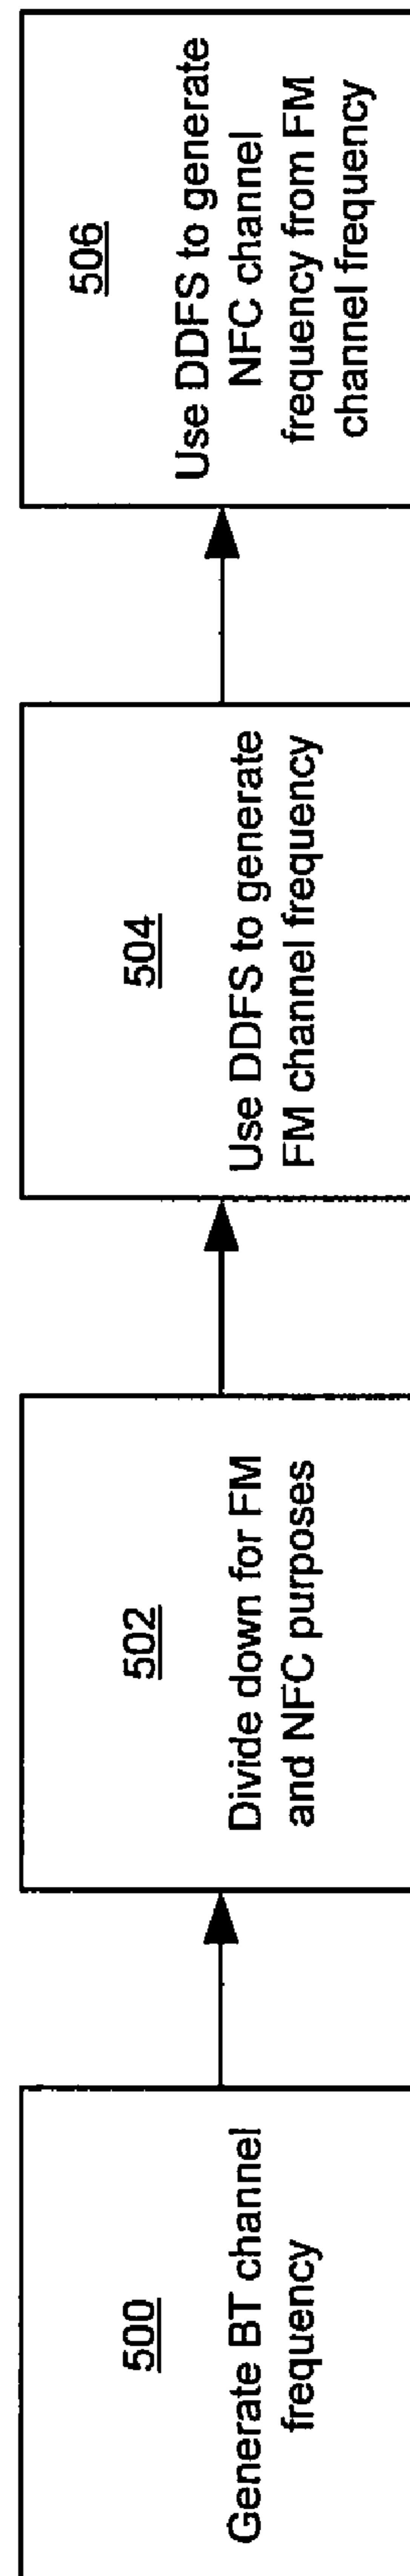 500
Generate BT channel
frequency
502
Divide down for FM
and NFC purposes
504
Use DDFS to generate
FM channel frequency
506
Use DDFS to generate
NFC channel
frequency from FM
channel frequency